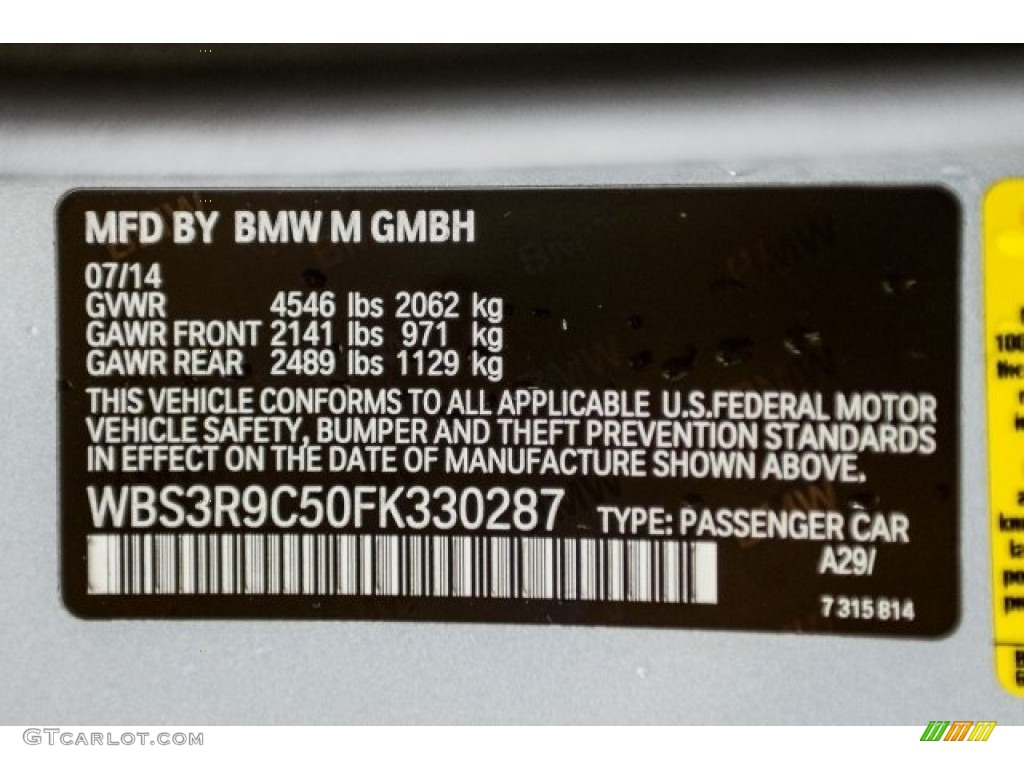 MFD BY BMW M GMBH
07/14
GVWR 4546 lbs 2062 kg
GAWR FRONT 2141 lbs 971 kg
GAWR REAR 2489 lbs 1129 kg
THIS VEHICLE CONFORMS TO ALL APPLICABLE U.S.FEDERAL MOTOR
VEHICLE SAFETY, BUMPER AND THEFT PREVENTION STANDARDS
IN EFFECT ON THE DATE OF MANUFACTURE SHOWN ABOVE.
WBS3R9C50FK330287 TYPE: PASSENGER CAR
A29/
7 315 814
GTCARLOT.COM